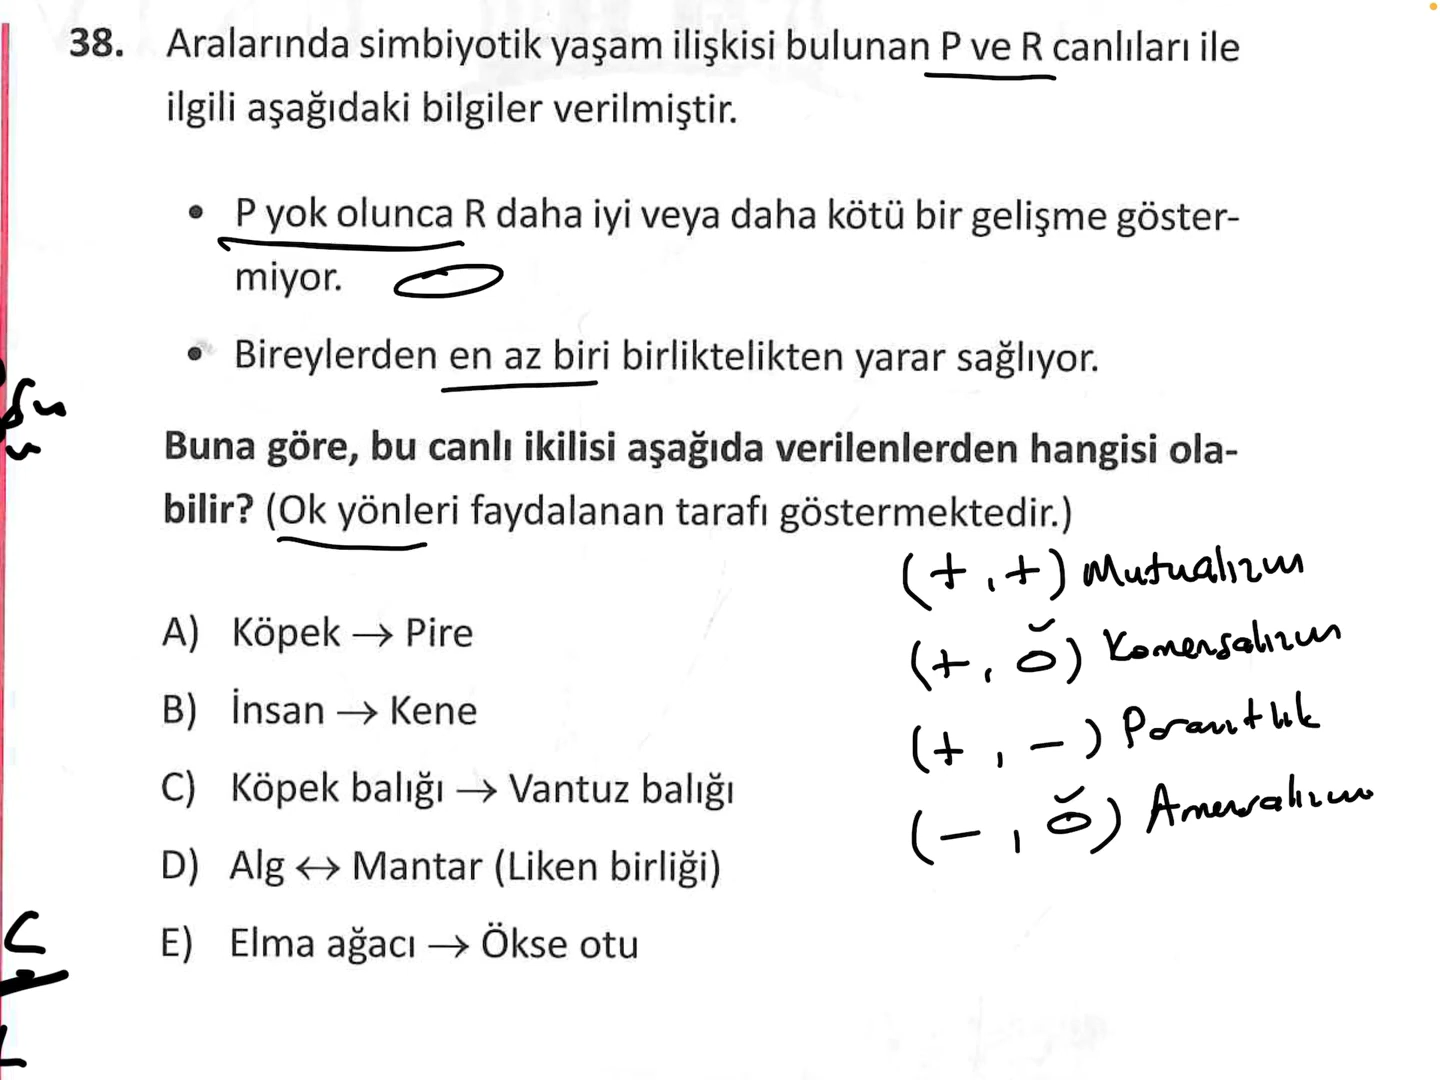 38. Aralarında simbiyotik yaşam ilişkisi bulunan P ve R canlıları ile
ilgili aşağıdaki bilgiler verilmiştir.
• P yok olunca R daha iyi veya daha kötü bir gelişme göster-
miyor.
• Bireylerden en az biri birliktelikten yarar sağlıyor.
Buna göre, bu canlı ikilisi aşağıda verilenlerden hangisi ola-
bilir? (Ok yönleri faydalanan tarafı göstermektedir.)
(+, +) Mutualizm
(+, 0) Komensalizm
(+, -) Parazitlik
(-, 0) Amensalizm
A) Köpek → Pire
B) İnsan → Kene
C) Köpek balığı → Vantuz balığı
D) Alg ↔ Mantar (Liken birliği)
E) Elma ağacı → Ökse otu